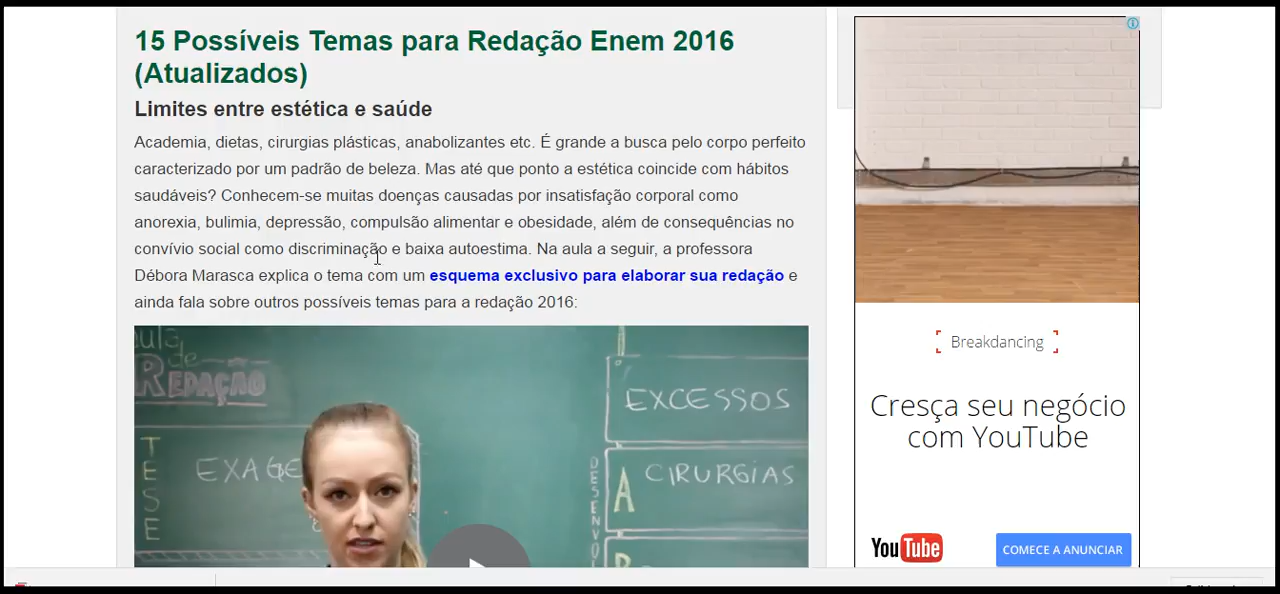 15 Possíveis Temas para Redação Enem 2016
(Atualizados)
Limites entre estética e saúde
Academia, dietas, cirurgias plásticas, anabolizantes etc. É grande a busca pelo corpo perfeito
caracterizado por um padrão de beleza. Mas até que ponto a estética coincide com hábitos
saudáveis? Conhecem-se muitas doenças causadas por insatisfação corporal como
anorexia, bulimia, depressão, compulsão alimentar e obesidade, além de consequências no
convívio social como discriminação e baixa autoestima. Na aula a seguir, a professora
Débora Marasca explica o tema com um esquema exclusivo para elaborar sua redação e
ainda fala sobre outros possíveis temas para a redação 2016:
de
REDAÇÃO
TESE
EXCESSOS
CIRURGIAS
A
Breakdancing
Cresça seu negócio
com YouTube
YouTube
COMECE A ANUNCIAR